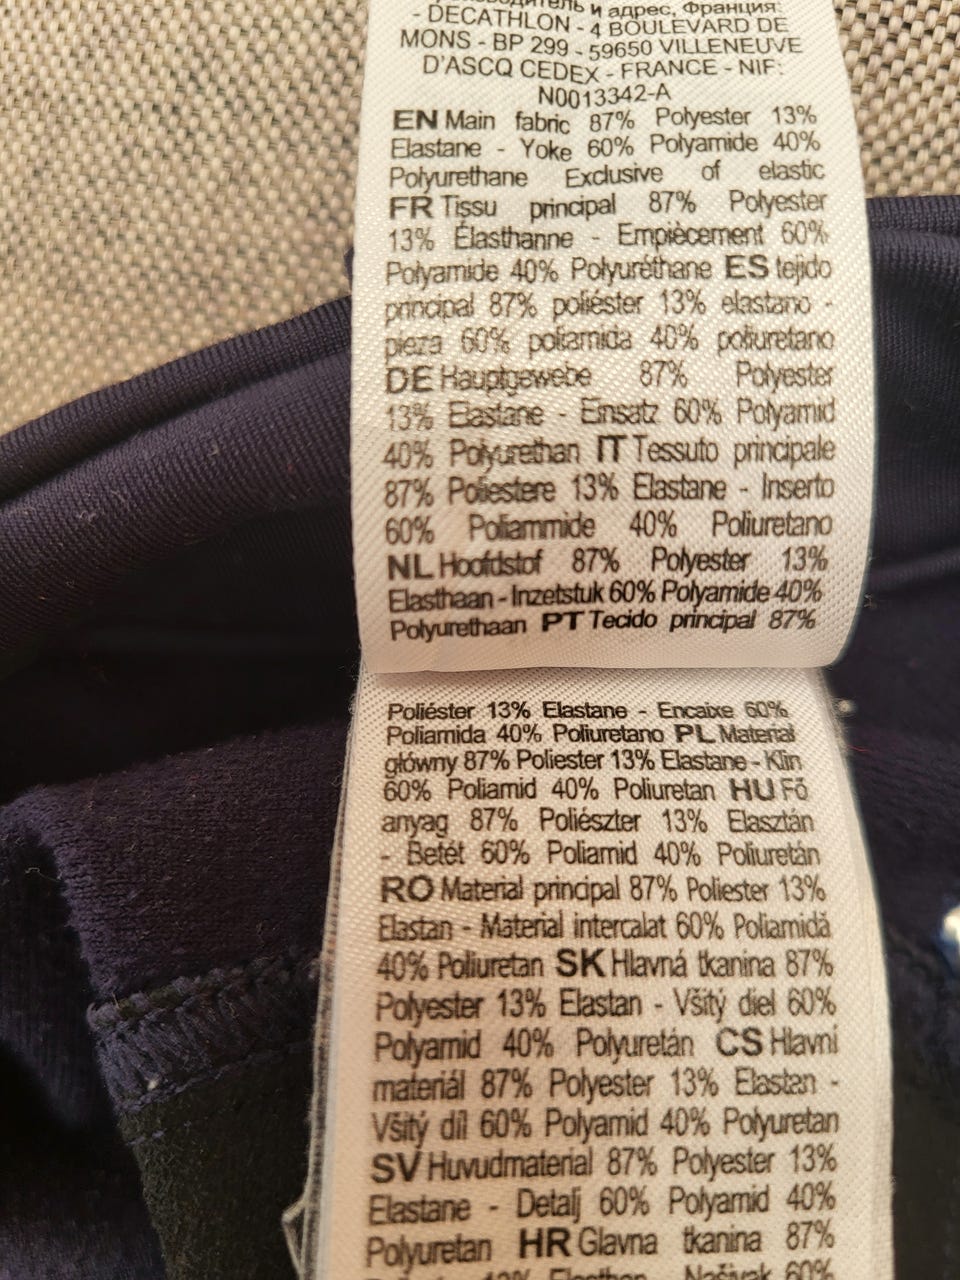 и адрес, Франция:
- DECATHLON - 4 BOULEVARD DE
MONS - BP 299 - 59650 VILLENEUVE
D'ASCQ CEDEX - FRANCE - NIF:
N0013342-A
EN Main fabric 87% Polyester 13%
Elastane - Yoke 60% Polyamide 40%
Polyurethane Exclusive of elastic
FR Tissu principal 87% Polyester
13% Élasthanne - Empiècement 60%
Polyamide 40% Polyuréthane ES tejido
principal 87% poliéster 13% elastano -
pieza 60% poliamida 40% poliuretano
DE Hauptgewebe 87% Polyester
13% Elastane - Einsatz 60% Polyamid
40% Polyurethan IT Tessuto principale
87% Poliestere 13% Elastane - Inserto
60% Poliammide 40% Poliuretano
NL Hoofdstof 87% Polyester 13%
Elasthaan - Inzetstuk 60% Polyamide 40%
Polyurethaan PT Tecido principal 87%
Poliéster 13% Elastane - Encaixe 60%
Poliamida 40% Poliuretano PL Materiał
główny 87% Poliester 13% Elastane - Klin
60% Poliamid 40% Poliuretan HU Fő
anyag 87% Poliészter 13% Elasztán
- Betét 60% Poliamid 40% Poliuretán
RO Material principal 87% Poliester 13%
Elastan - Material intercalat 60% Poliamidă
40% Poliuretan SK Hlavná tkanina 87%
Polyester 13% Elastan - Všitý diel 60%
Polyamid 40% Polyuretán CS Hlavní
materiál 87% Polyester 13% Elastan -
Všitý díl 60% Polyamid 40% Polyuretan
SV Huvudmaterial 87% Polyester 13%
Elastane - Detalj 60% Polyamid 40%
Polyuretan HR Glavna tkanina 87%
13% Elasthan - Našivak 60%